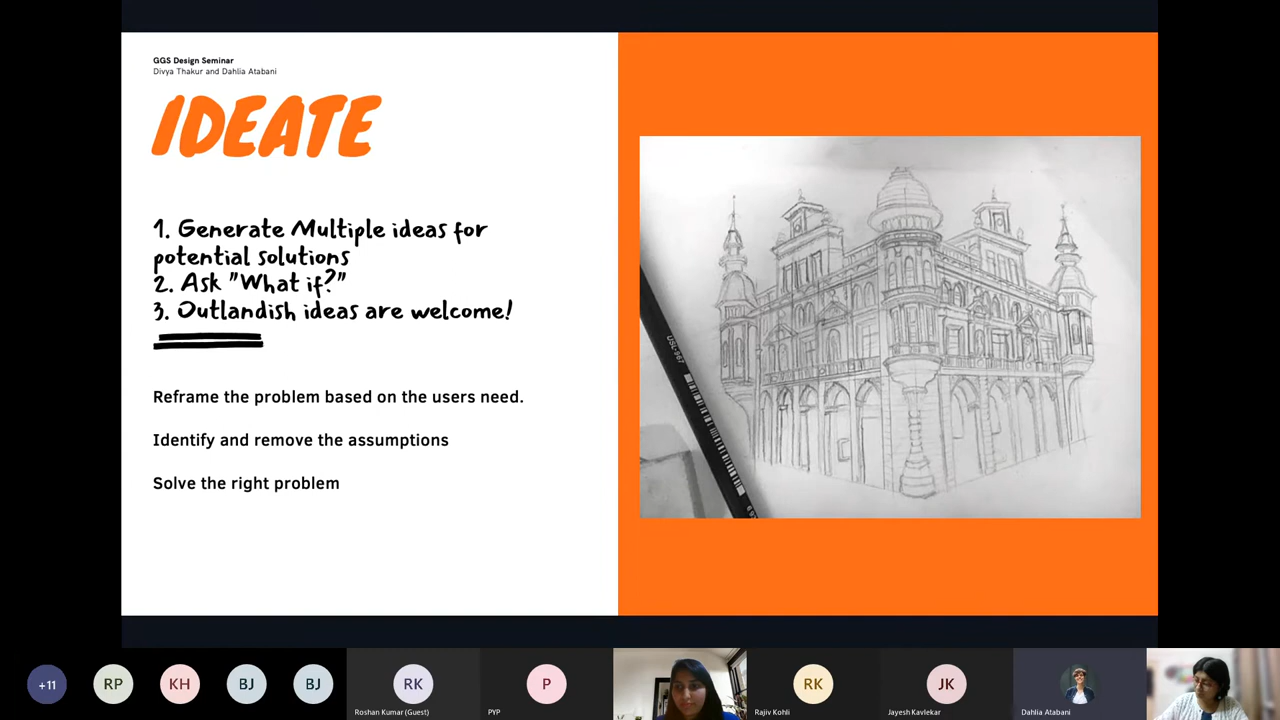 GGS Design Seminar
Divya Thakur and Dahlia Atabani
IDEATE
1. Generate Multiple ideas for
potential solutions
2. Ask "What if?"
3. Outlandish ideas are welcome!
Reframe the problem based on the users need.
Identify and remove the assumptions
Solve the right problem
USL-967
+11
RP
KH
BJ
BJ
RK
P
RK
JK
Roshan Kumar (Guest)
PYP
Rajiv Kohli
Jayesh Kavlekar
Dahlia Atabani